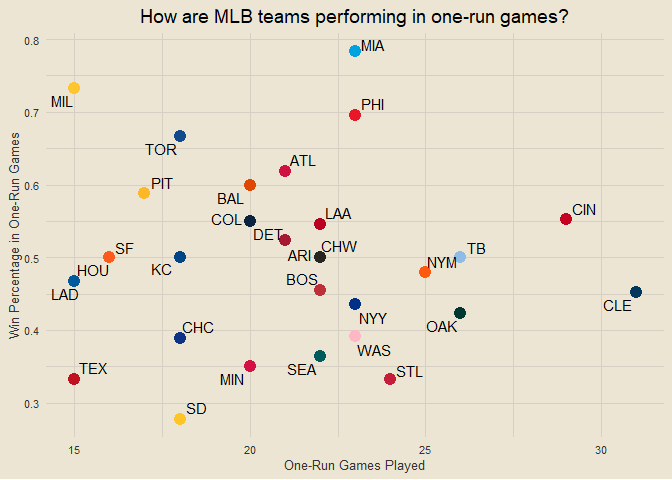 How are MLB teams performing in one-run games?
0.8
MIA
MIL
0.7
PHI
TOR
ATL
PIT
0.6
BAL
LAA
CIN
COL
DET
CHW
SF
ARI
TB
0.5
HOU
KC
NYM
BOS
LAD
CLE
NYY
CHC
OAK
0.4
WAS
TEX
SEA
STL
MIN
SD
0.3
15
20
25
30
One-Run Games Played
Win Percentage in One-Run Games